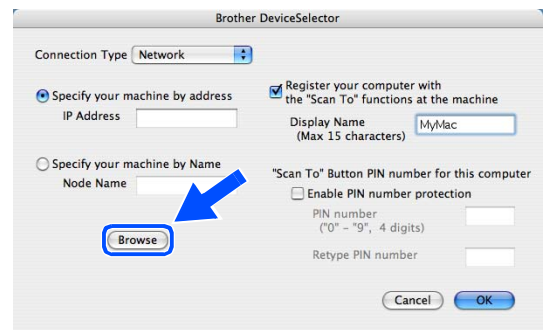 Brother DeviceSelector
Connection Type Network
Specify your machine by address
IP Address
Specify your machine by Name
Node Name
Browse
Register your computer with
the "Scan To" functions at the machine
Display Name
(Max 15 characters)
MyMac
"Scan To" Button PIN number for this computer
Enable PIN number protection
PIN number
("0" – "9", 4 digits)
Retype PIN number
Cancel OK